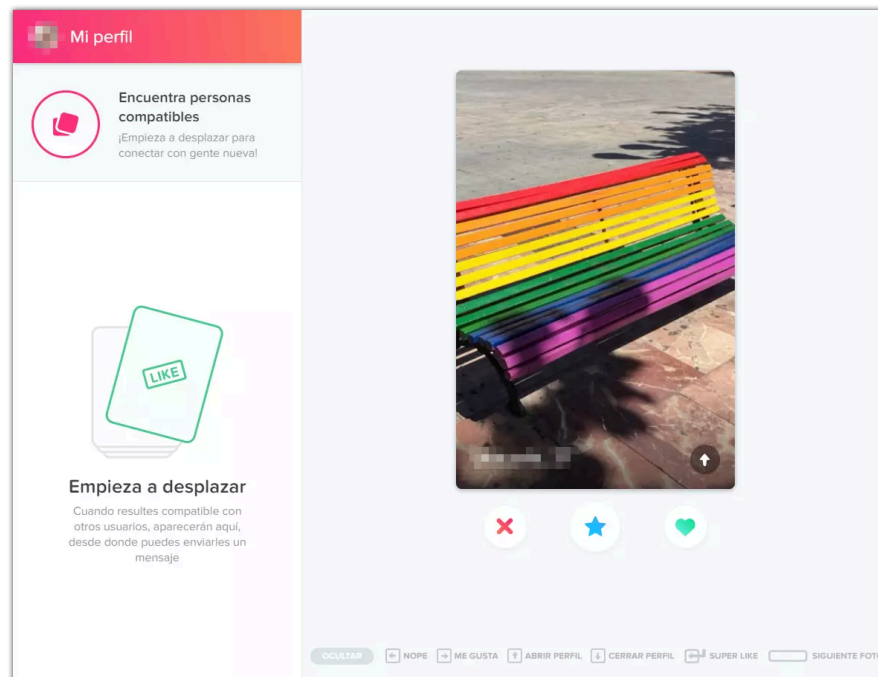 Mi perfil
Encuentra personas
compatibles
¡Empieza a desplazar para
conectar con gente nueva!
LIKE
Empieza a desplazar
Cuando resultes compatible con
otros usuarios, aparecerán aquí,
desde donde puedes enviarles un
mensaje
OCULTAR NOPE ME GUSTA ABRIR PERFIL CERRAR PERFIL SUPER LIKE SIGUIENTE FOTO